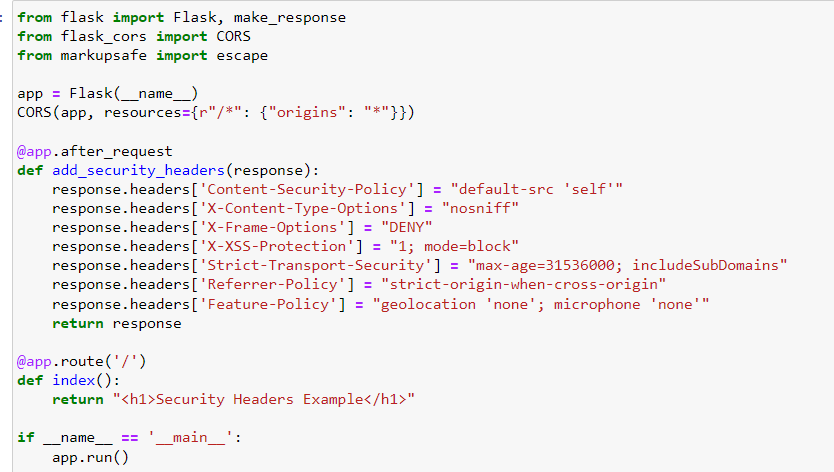 from flask import Flask, make_response
from flask_cors import CORS
from markupsafe import escape
app = Flask(__name__)
CORS(app, resources={r"/*": {"origins": "*"}})
@app.after_request
def add_security_headers(response):
    response.headers['Content-Security-Policy'] = "default-src 'self'"
    response.headers['X-Content-Type-Options'] = "nosniff"
    response.headers['X-Frame-Options'] = "DENY"
    response.headers['X-XSS-Protection'] = "1; mode=block"
    response.headers['Strict-Transport-Security'] = "max-age=31536000; includeSubDomains"
    response.headers['Referrer-Policy'] = "strict-origin-when-cross-origin"
    response.headers['Feature-Policy'] = "geolocation 'none'; microphone 'none'"
    return response
@app.route('/')
def index():
    return "<h1>Security Headers Example</h1>"
if __name__ == '__main__':
    app.run()